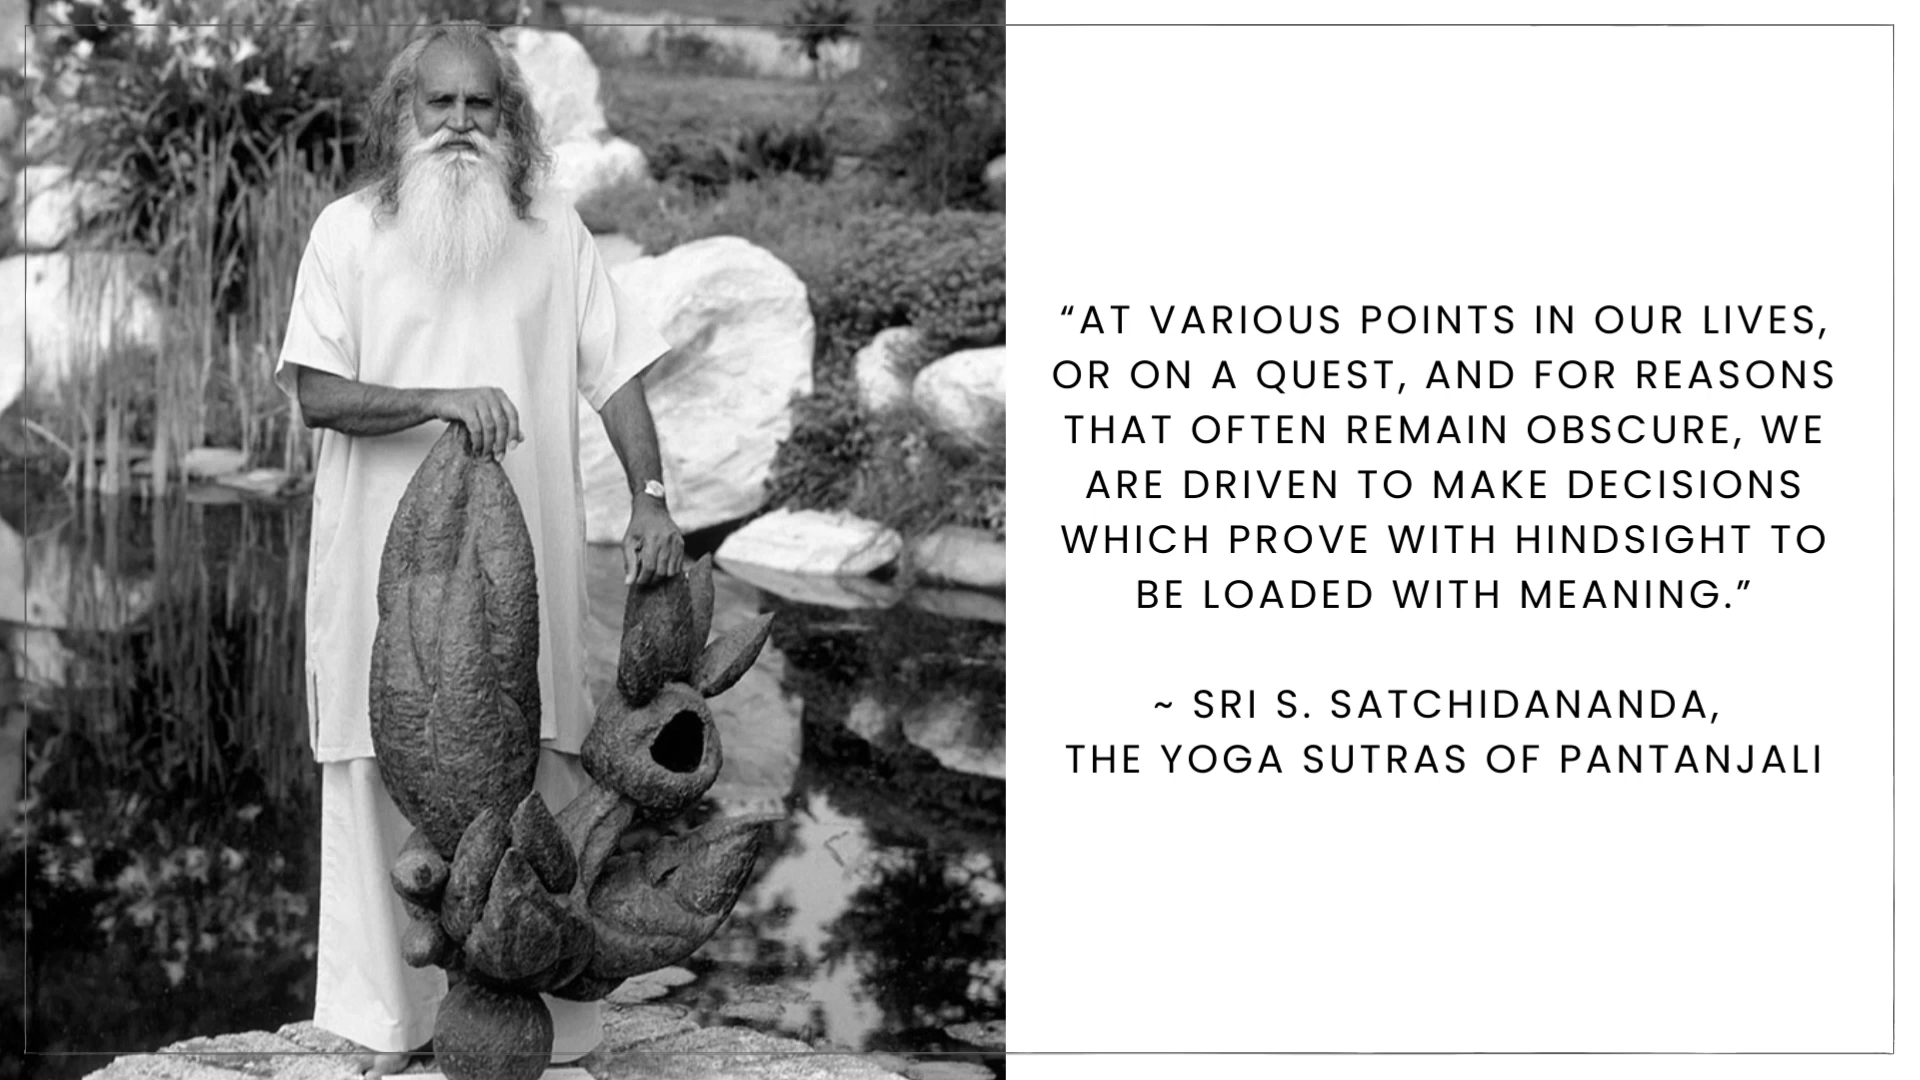 “AT VARIOUS POINTS IN OUR LIVES,
OR ON A QUEST, AND FOR REASONS
THAT OFTEN REMAIN OBSCURE, WE
ARE DRIVEN TO MAKE DECISIONS
WHICH PROVE WITH HINDSIGHT TO
BE LOADED WITH MEANING.”
~ SRI S. SATCHIDANANDA,
THE YOGA SUTRAS OF PANTANJALI